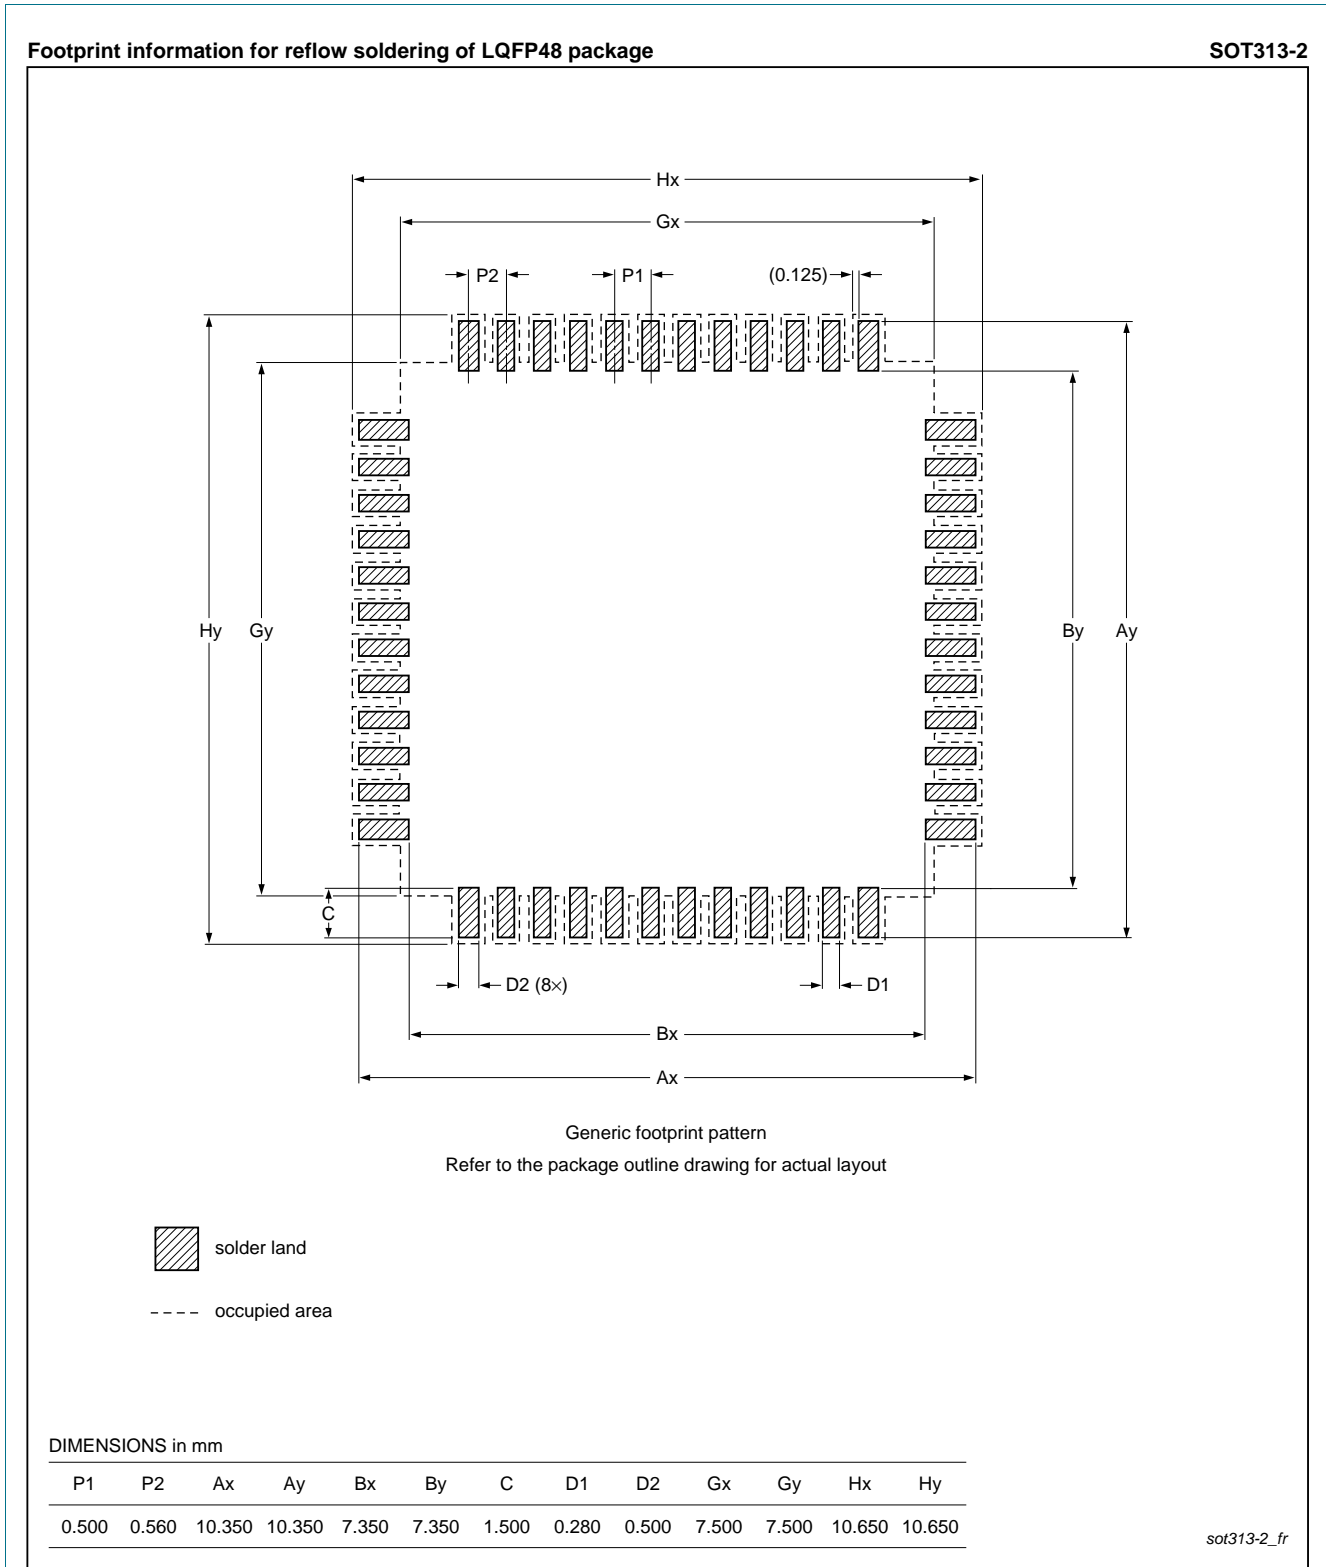 Footprint information for reflow soldering of LQFP48 package SOT313-2
Hx
Gx
P2 P1 (0.125)
Hy Gy By Ay
C
D2 (8×) D1
Bx
Ax
Generic footprint pattern
Refer to the package outline drawing for actual layout
solder land
occupied area
DIMENSIONS in mm
P1 P2 Ax Ay Bx By C D1 D2 Gx Gy Hx Hy
0.500 0.560 10.350 10.350 7.350 7.350 1.500 0.280 0.500 7.500 7.500 10.650 10.650
sot313-2_fr